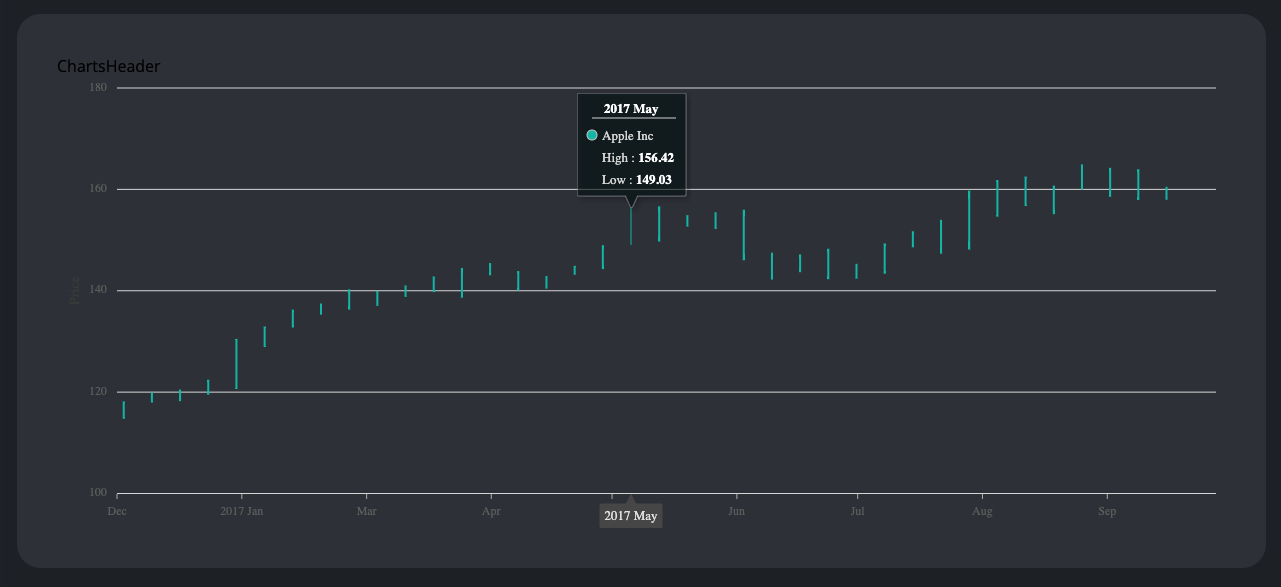 ChartsHeader
180
2017 May
Apple Inc
High : 156.42
Low : 149.03
160
Price
140
120
100
Dec 2017 Jan Mar Apr 2017 May Jun Jul Aug Sep